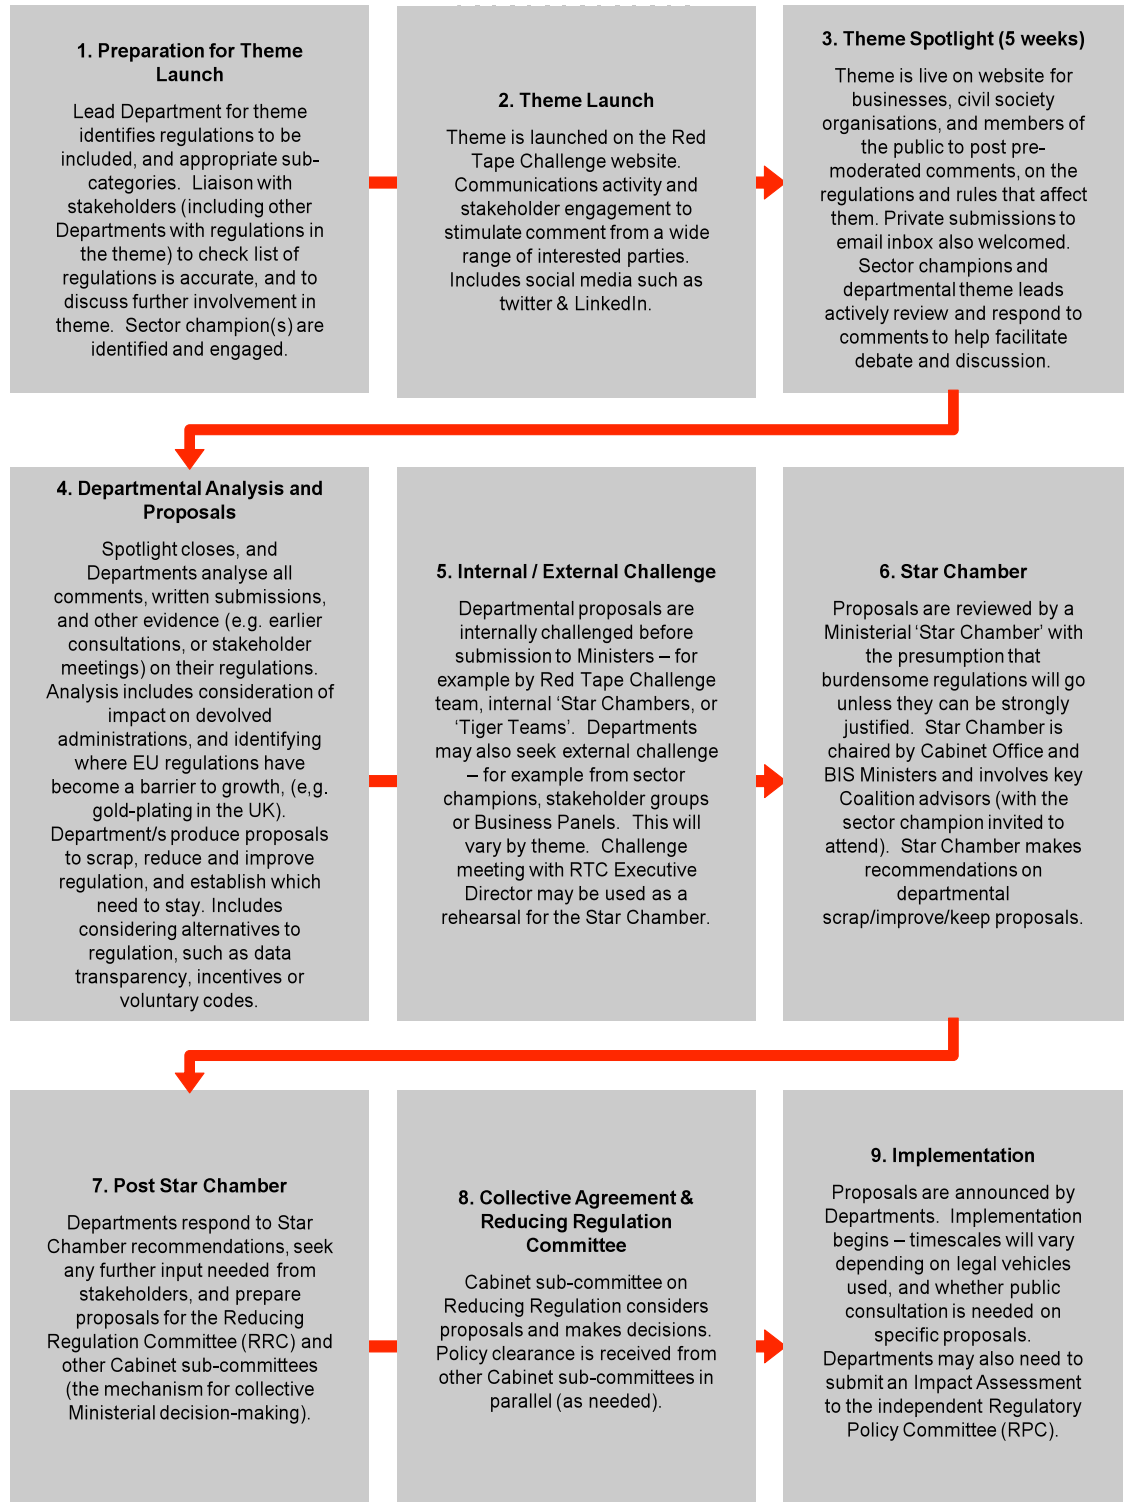 1. Preparation for Theme
Launch
Lead Department for theme
identifies regulations to be
included, and appropriate sub-
categories. Liaison with
stakeholders (including other
Departments with regulations in
the theme) to check list of
regulations is accurate, and to
discuss further involvement in
theme. Sector champion(s) are
identified and engaged.
2. Theme Launch
Theme is launched on the Red
Tape Challenge website.
Communications activity and
stakeholder engagement to
stimulate comment from a wide
range of interested parties.
Includes social media such as
twitter & LinkedIn.
3. Theme Spotlight (5 weeks)
Theme is live on website for
businesses, civil society
organisations, and members of
the public to post pre-
moderated comments, on the
regulations and rules that affect
them. Private submissions to
email inbox also welcomed.
Sector champions and
departmental theme leads
actively review and respond to
comments to help facilitate
debate and discussion.
4. Departmental Analysis and
Proposals
Spotlight closes, and
Departments analyse all
comments, written submissions,
and other evidence (e.g. earlier
consultations, or stakeholder
meetings) on their regulations.
Analysis includes consideration of
impact on devolved
administrations, and identifying
where EU regulations have
become a barrier to growth, (e,g.
gold-plating in the UK).
Department/s produce proposals
to scrap, reduce and improve
regulation, and establish which
need to stay. Includes
considering alternatives to
regulation, such as data
transparency, incentives or
voluntary codes.
5. Internal / External Challenge
Departmental proposals are
internally challenged before
submission to Ministers – for
example by Red Tape Challenge
team, internal ‘Star Chambers, or
‘Tiger Teams’. Departments
may also seek external challenge
– for example from sector
champions, stakeholder groups
or Business Panels. This will
vary by theme. Challenge
meeting with RTC Executive
Director may be used as a
rehearsal for the Star Chamber.
6. Star Chamber
Proposals are reviewed by a
Ministerial ‘Star Chamber’ with
the presumption that
burdensome regulations will go
unless they can be strongly
justified. Star Chamber is
chaired by Cabinet Office and
BIS Ministers and involves key
Coalition advisors (with the
sector champion invited to
attend). Star Chamber makes
recommendations on
departmental
scrap/improve/keep proposals.
7. Post Star Chamber
Departments respond to Star
Chamber recommendations, seek
any further input needed from
stakeholders, and prepare
proposals for the Reducing
Regulation Committee (RRC) and
other Cabinet sub-committees
(the mechanism for collective
Ministerial decision-making).
8. Collective Agreement &
Reducing Regulation
Committee
Cabinet sub-committee on
Reducing Regulation considers
proposals and makes decisions.
Policy clearance is received from
other Cabinet sub-committees in
parallel (as needed).
9. Implementation
Proposals are announced by
Departments. Implementation
begins – timescales will vary
depending on legal vehicles
used, and whether public
consultation is needed on
specific proposals.
Departments may also need to
submit an Impact Assessment
to the independent Regulatory
Policy Committee (RPC).